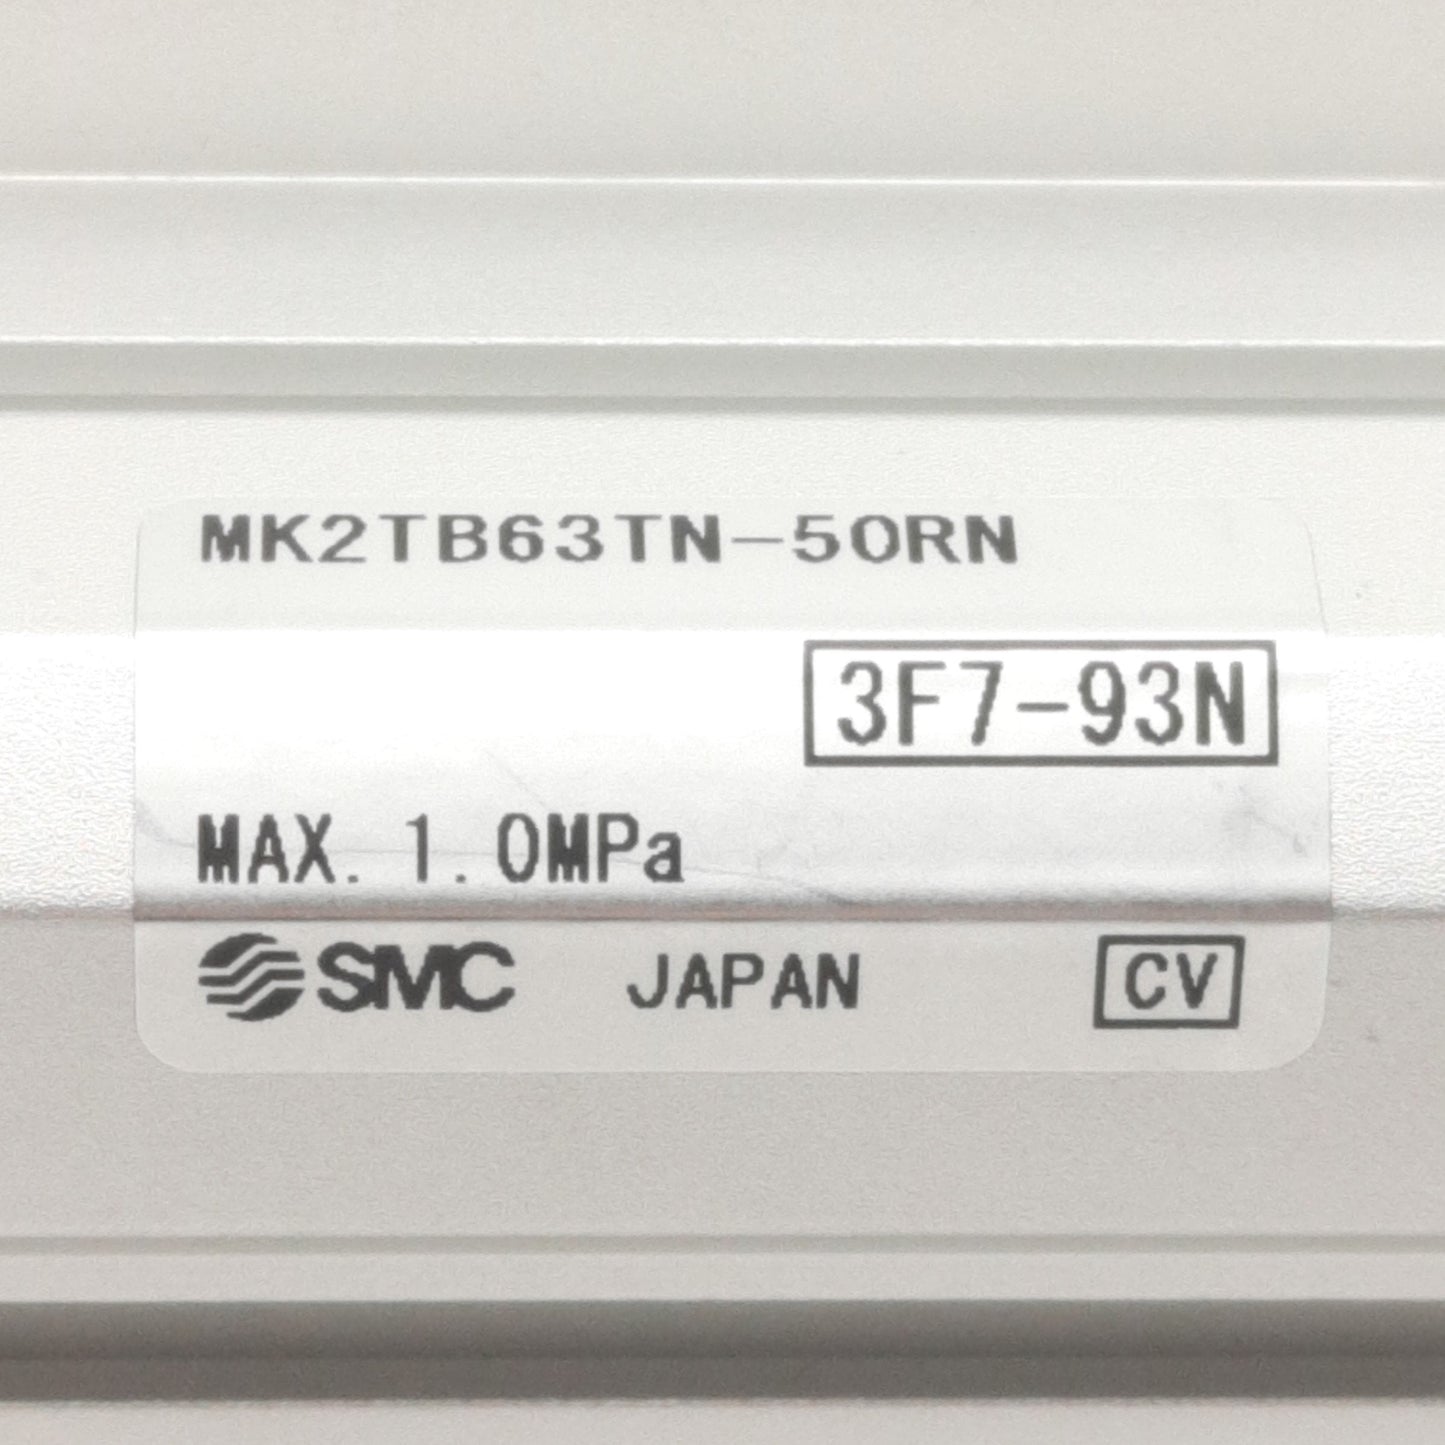 MK2TB63TN-50RN
3F7-93N
MAX. 1.0MPa
SMC JAPAN CV